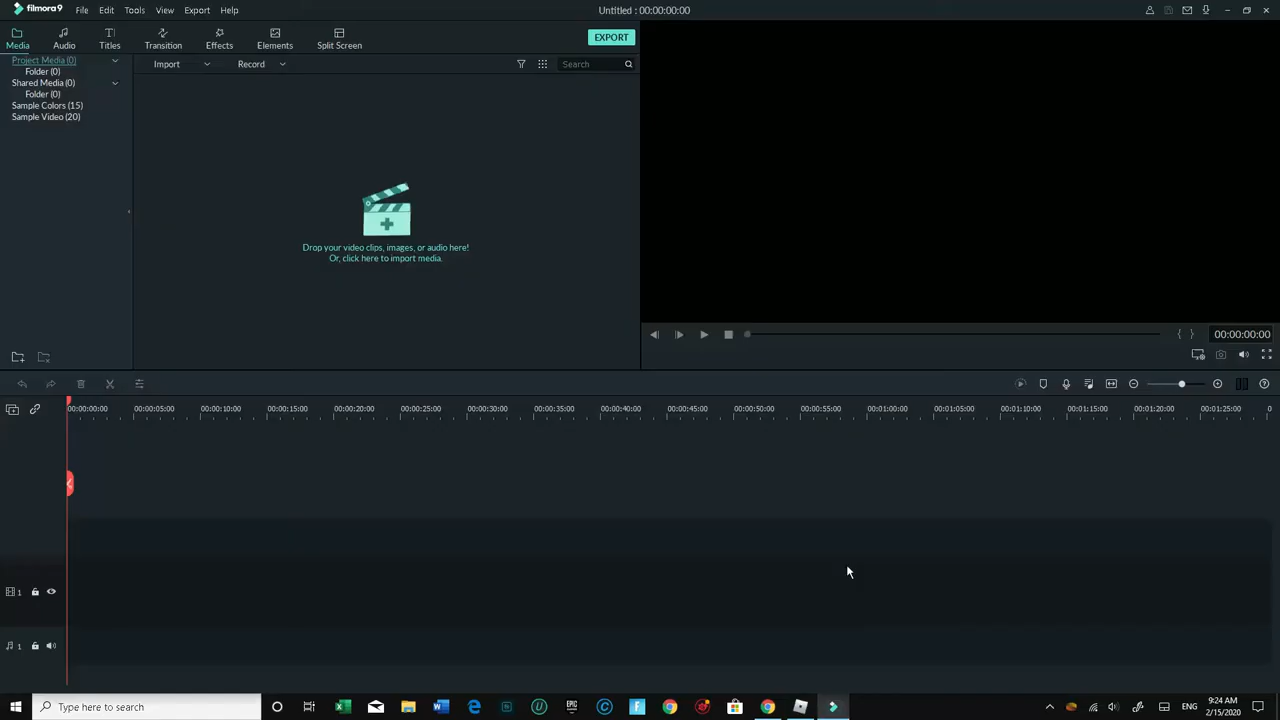 filmora9 File Edit Tools View Export Help Untitled : 00:00:00:00
Media Audio Titles Transition Effects Elements Split Screen EXPORT
Project Media (0)
Folder (0)
Shared Media (0)
Folder (0)
Sample Colors (15)
Sample Video (20)
Import Record Search
Drop your video clips, images, or audio here!
Or, click here to import media.
{ } 00:00:00:00
00:00:00:00 00:00:05:00 00:00:10:00 00:00:15:00 00:00:20:00 00:00:25:00 00:00:30:00 00:00:35:00 00:00:40:00 00:00:45:00 00:00:50:00 00:00:55:00 00:01:00:00 00:01:05:00 00:01:10:00 00:01:15:00 00:01:20:00 00:01:25:00 0
1
1
Type here to search
EPIC
ENG
9:24 AM
2/15/2020